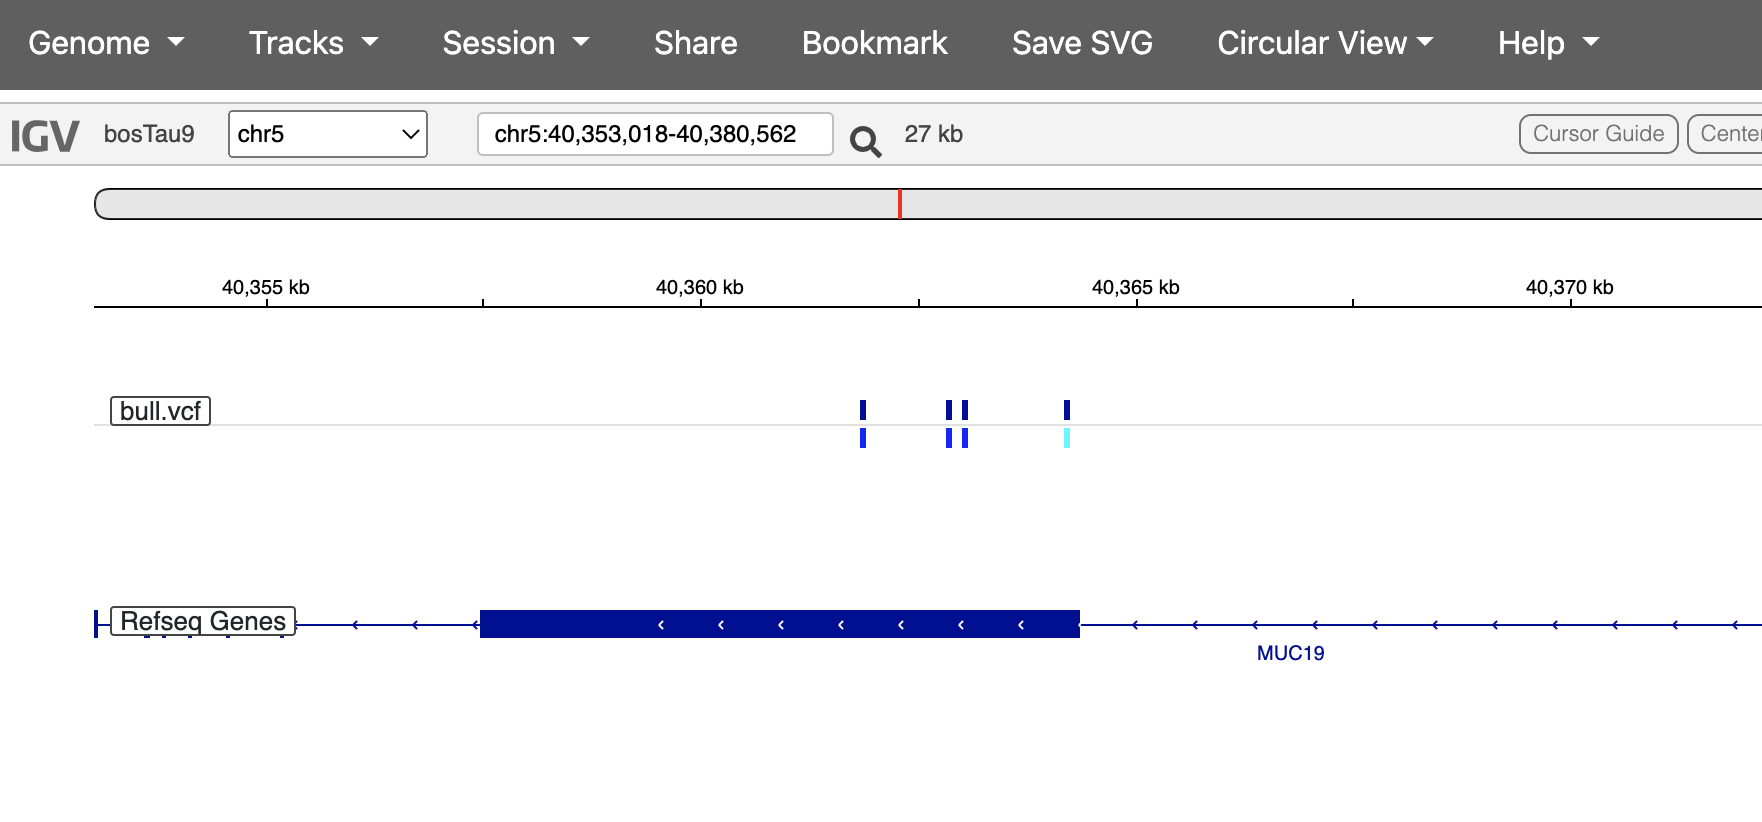 Genome Tracks Session Share Bookmark Save SVG Circular View Help
IGV bosTau9 chr5 chr5:40,353,018-40,380,562 27 kb Cursor Guide Center
40,355 kb 40,360 kb 40,365 kb 40,370 kb
bull.vcf
Refseq Genes
MUC19